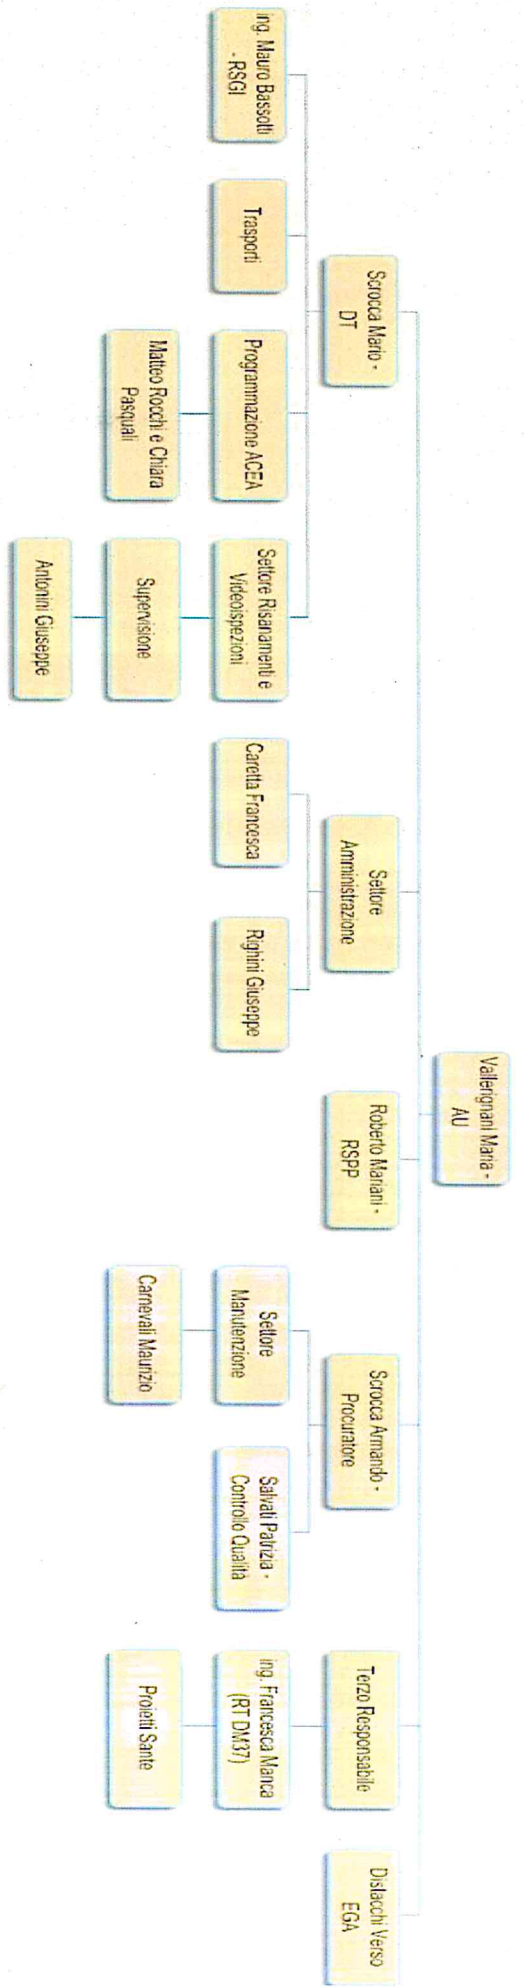 Vallerignani Maria -
AU
Scrocca Mario -
DT
Settore
Amministrazione
Roberto Mariani -
RSPP
Scrocca Armando -
Procuratore
Terzo Responsabile
Distacchi Verso
EGA
ing. Mauro Bassotti
- RSGI
Trasporti
Programmazione ACEA
Settore Risanamenti e
Videoispezioni
Caretta Francesca
Righini Giuseppe
Settore
Manutenzione
Salvati Patrizia -
Controllo Qualità
ing. Francesca Manca
(RT DM37)
Matteo Rocchi e Chiara
Pasquali
Supervisione
Carnevali Maurizio
Proietti Sante
Antonini Giuseppe